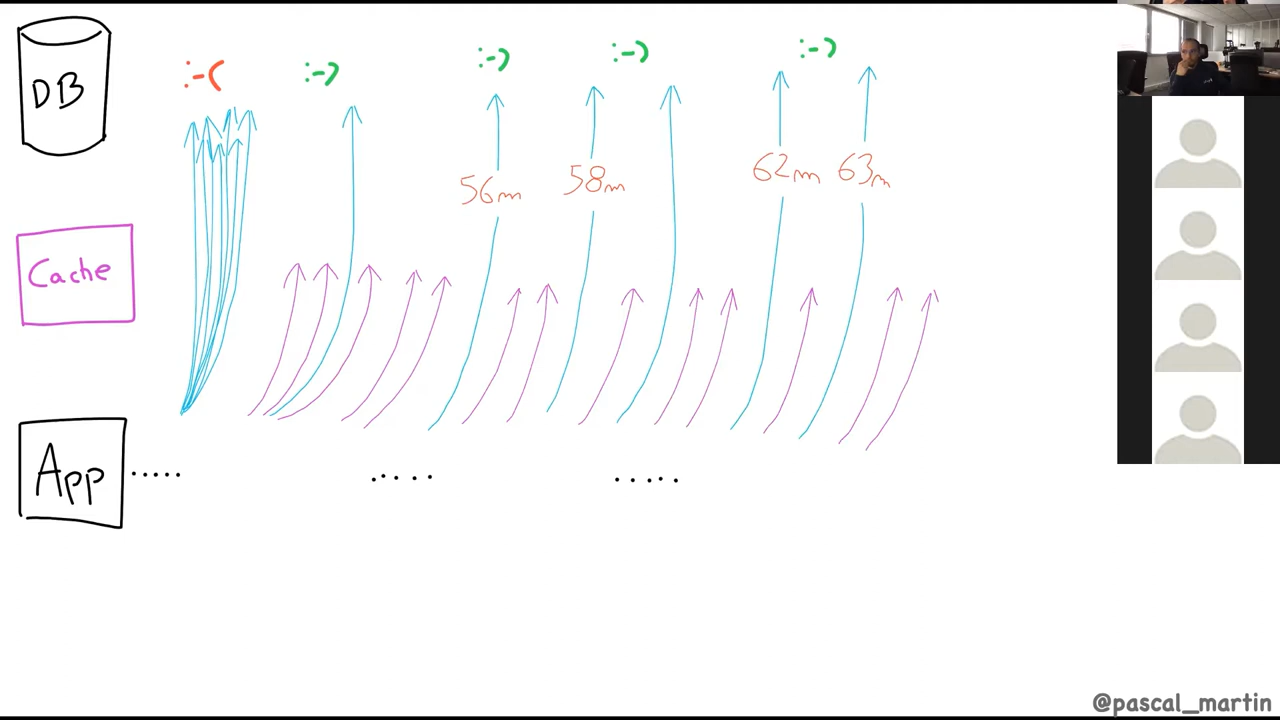 DB
:-(
:-)
:-)
:-)
:-)
56m
58m
62m
63m
Cache
App .....
.....
.....
@pascal_martin